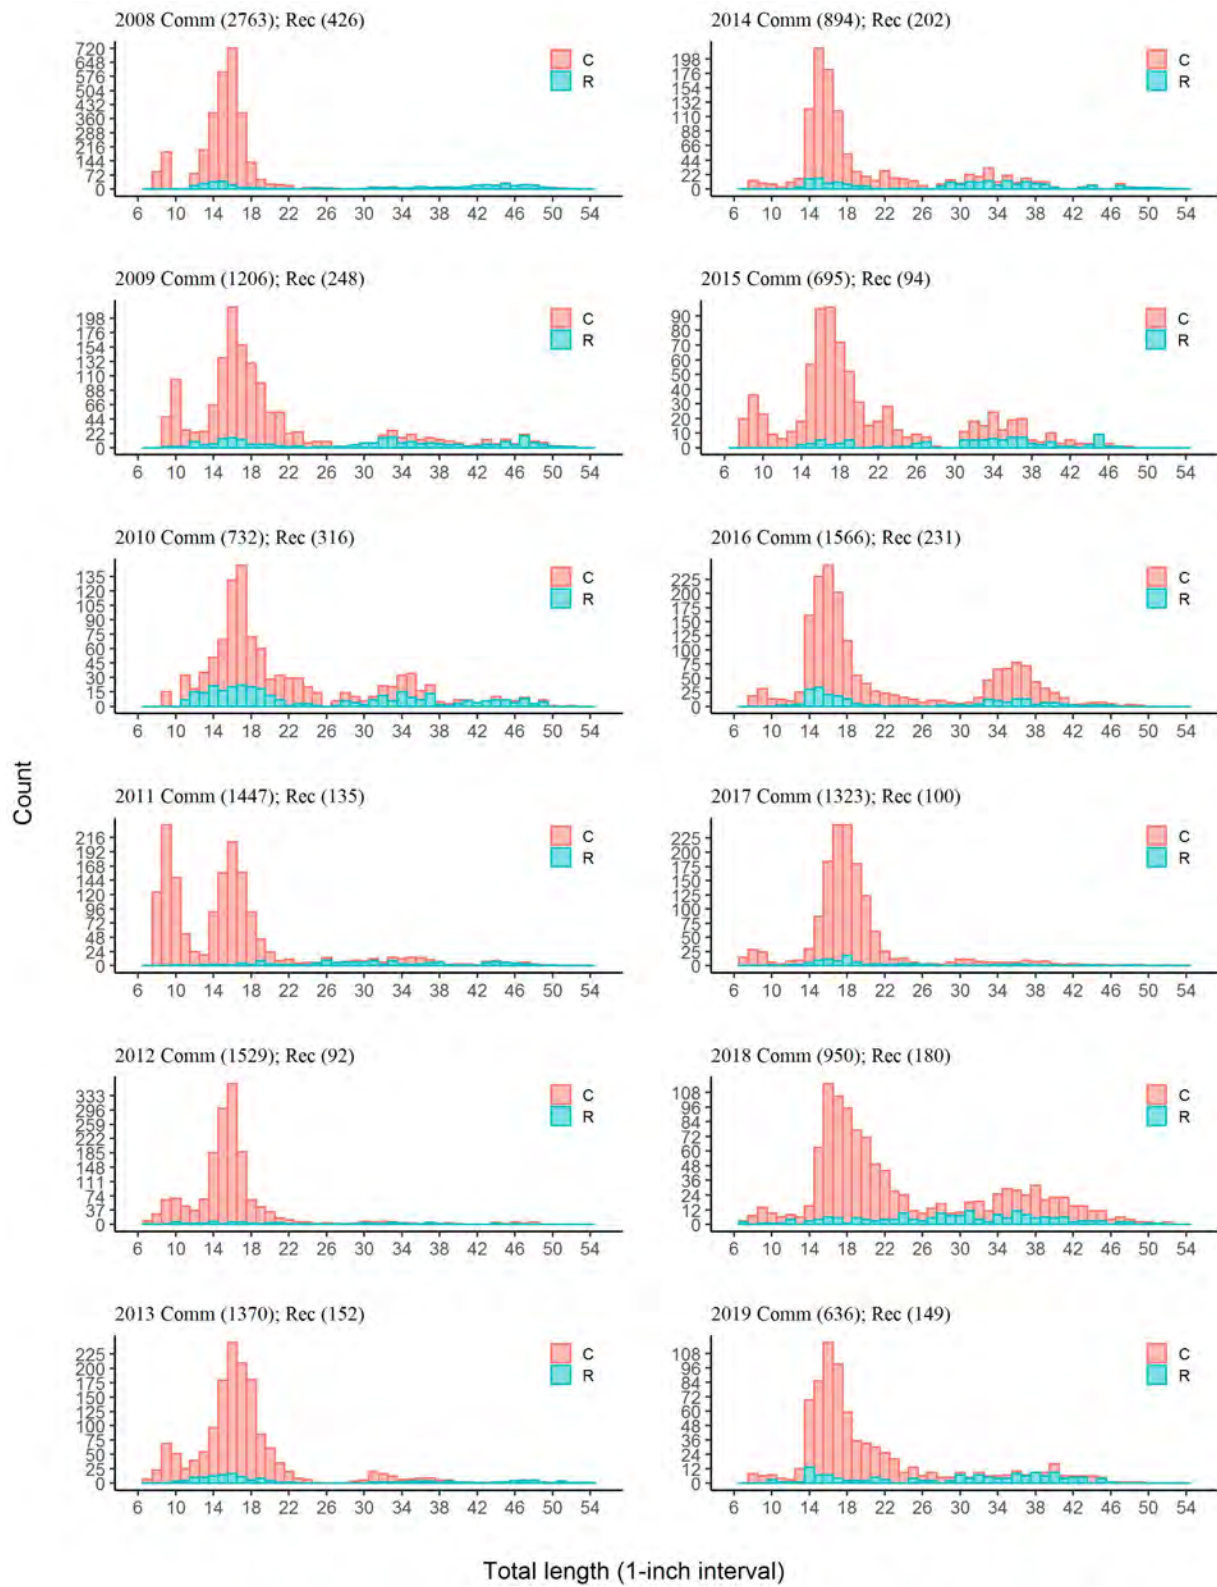 2008 Comm (2763); Rec (426)
720
648
576
504
432
360
288
216
144
72
0
C
R
6 10 14 18 22 26 30 34 38 42 46 50 54
2014 Comm (894); Rec (202)
198
176
154
132
110
88
66
44
22
0
C
R
6 10 14 18 22 26 30 34 38 42 46 50 54
2009 Comm (1206); Rec (248)
198
176
154
132
110
88
66
44
22
0
C
R
6 10 14 18 22 26 30 34 38 42 46 50 54
2015 Comm (695); Rec (94)
90
80
70
60
50
40
30
20
10
0
C
R
6 10 14 18 22 26 30 34 38 42 46 50 54
2010 Comm (732); Rec (316)
135
120
105
90
75
60
45
30
15
0
C
R
6 10 14 18 22 26 30 34 38 42 46 50 54
2016 Comm (1566); Rec (231)
225
200
175
150
125
100
75
50
25
0
C
R
6 10 14 18 22 26 30 34 38 42 46 50 54
Count
2011 Comm (1447); Rec (135)
216
192
168
144
120
96
72
48
24
0
C
R
6 10 14 18 22 26 30 34 38 42 46 50 54
2017 Comm (1323); Rec (100)
225
200
175
150
125
100
75
50
25
0
C
R
6 10 14 18 22 26 30 34 38 42 46 50 54
2012 Comm (1529); Rec (92)
333
296
259
222
185
148
111
74
37
0
C
R
6 10 14 18 22 26 30 34 38 42 46 50 54
2018 Comm (950); Rec (180)
108
96
84
72
60
48
36
24
12
0
C
R
6 10 14 18 22 26 30 34 38 42 46 50 54
2013 Comm (1370); Rec (152)
225
200
175
150
125
100
75
50
25
0
C
R
6 10 14 18 22 26 30 34 38 42 46 50 54
2019 Comm (636); Rec (149)
108
96
84
72
60
48
36
24
12
0
C
R
6 10 14 18 22 26 30 34 38 42 46 50 54
Total length (1-inch interval)